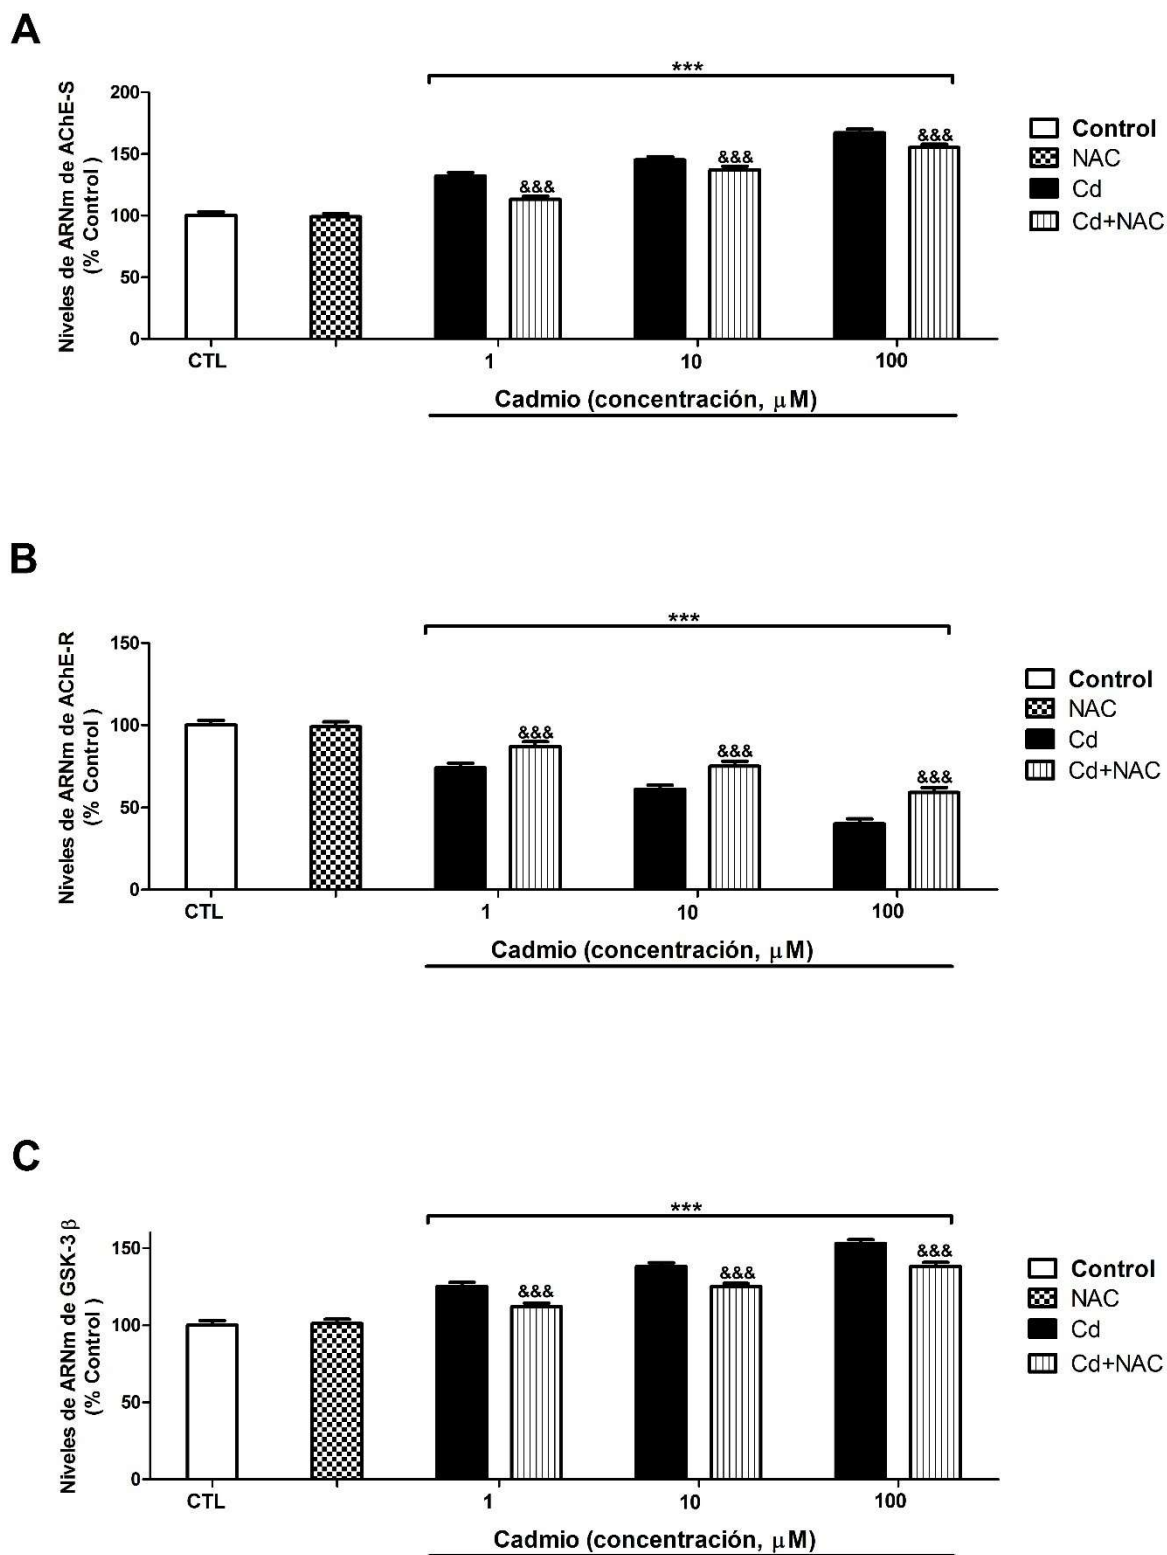 A
***
Niveles de ARNm de AChE-S
(% Control )
200
150
100
50
0
&&&
&&&
&&&
CTL
1
10
100
Cadmio (concentración, μM)
Control
NAC
Cd
Cd+NAC
B
***
Niveles de ARNm de AChE-R
(% Control )
150
100
50
0
&&&
&&&
&&&
CTL
1
10
100
Cadmio (concentración, μM)
Control
NAC
Cd
Cd+NAC
C
***
Niveles de ARNm de GSK-3β
(% Control )
150
100
50
0
&&&
&&&
&&&
CTL
1
10
100
Cadmio (concentración, μM)
Control
NAC
Cd
Cd+NAC